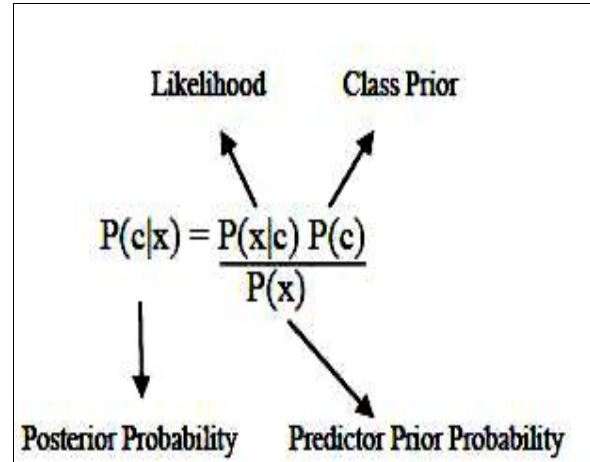 Likelihood Class Prior
P(c|x) = P(x|c) P(c)
P(x)
Posterior Probability Predictor Prior Probability